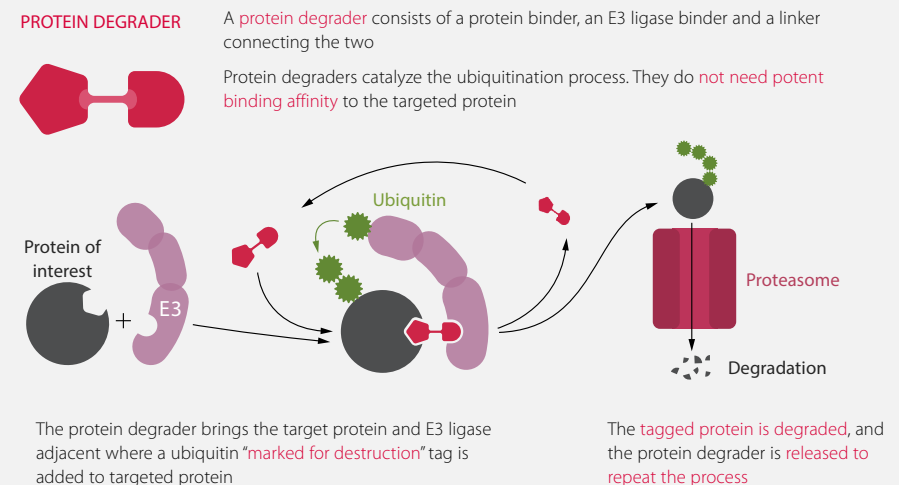 PROTEIN DEGRADER
A protein degrader consists of a protein binder, an E3 ligase binder and a linker
connecting the two
Protein degraders catalyze the ubiquitination process. They do not need potent
binding affinity to the targeted protein
Ubiquitin
Protein of
interest
E3
+
Proteasome
Degradation
The protein degrader brings the target protein and E3 ligase
adjacent where a ubiquitin “marked for destruction” tag is
added to targeted protein
The tagged protein is degraded, and
the protein degrader is released to
repeat the process